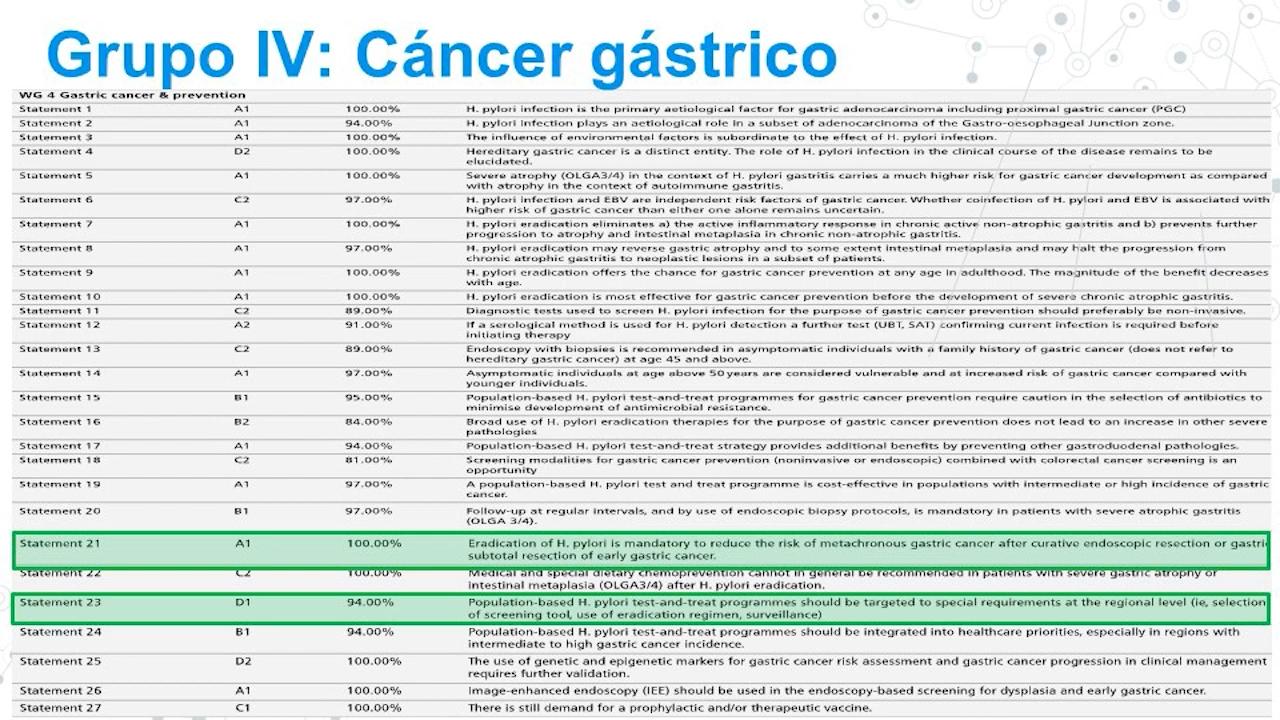 Grupo IV: Cáncer gástrico
WG 4 Gastric cancer & prevention
Statement 1 A1 100.00% H. pylori infection is the primary aetiological factor for gastric adenocarcinoma including proximal gastric cancer (PGC)
Statement 2 A1 94.00% H. pylori infection plays an aetiological role in a subset of adenocarcinoma of the Gastro-oesophageal Junction zone.
Statement 3 A1 100.00% The influence of environmental factors is subordinate to the effect of H. pylori infection.
Statement 4 D2 100.00% Hereditary gastric cancer is a distinct entity. The role of H. pylori infection in the clinical course of the disease remains to be
elucidated.
Statement 5 A1 100.00% Severe atrophy (OLGA3/4) in the context of H. pylori gastritis carries a much higher risk for gastric cancer development as compared
with atrophy in the context of autoimmune gastritis.
Statement 6 C2 97.00% H. pylori infection and EBV are independent risk factors of gastric cancer. Whether coinfection of H. pylori and EBV is associated with
higher risk of gastric cancer than either one alone remains uncertain.
Statement 7 A1 100.00% H. pylori eradication eliminates a) the active inflammatory response in chronic active non-atrophic gastritis and b) prevents further
progression to atrophy and intestinal metaplasia in chronic non-atrophic gastritis.
Statement 8 A1 97.00% H. pylori eradication may reverse gastric atrophy and to some extent intestinal metaplasia and may halt the progression from
chronic atrophic gastritis to neoplastic lesions in a subset of patients.
Statement 9 A1 100.00% H. pylori eradication offers the chance for gastric cancer prevention at any age in adulthood. The magnitude of the benefit decreases
with age.
Statement 10 A1 100.00% H. pylori eradication is most effective for gastric cancer prevention before the development of severe chronic atrophic gastritis.
Statement 11 C2 89.00% Diagnostic tests used to screen H. pylori infection for the purpose of gastric cancer prevention should preferably be non-invasive.
Statement 12 A2 91.00% If a serological method is used for H. pylori detection a further test (UBT, SAT) confirming current infection is required before
initiating therapy
Statement 13 C2 89.00% Endoscopy with biopsies is recommended in asymptomatic individuals with a family history of gastric cancer (does not refer to
hereditary gastric cancer) at age 45 and above.
Statement 14 A1 97.00% Asymptomatic individuals at age above 50 years are considered vulnerable and at increased risk of gastric cancer compared with
younger individuals.
Statement 15 B1 95.00% Population-based H. pylori test-and-treat programmes for gastric cancer prevention require caution in the selection of antibiotics to
minimise development of antimicrobial resistance.
Statement 16 B2 84.00% Broad use of H. pylori eradication therapies for the purpose of gastric cancer prevention does not lead to an increase in other severe
pathologies
Statement 17 A1 94.00% Population-based H. pylori test-and-treat strategy provides additional benefits by preventing other gastroduodenal pathologies.
Statement 18 C2 81.00% Screening modalities for gastric cancer prevention (noninvasive or endoscopic) combined with colorectal cancer screening is an
opportunity
Statement 19 A1 97.00% A population-based H. pylori test and treat programme is cost-effective in populations with intermediate or high incidence of gastric
cancer.
Statement 20 B1 97.00% Follow-up at regular intervals, and by use of endoscopic biopsy protocols, is mandatory in patients with severe atrophic gastritis
(OLGA 3/4).
Statement 21 A1 100.00% Eradication of H. pylori is mandatory to reduce the risk of metachronous gastric cancer after curative endoscopic resection or gastri
subtotal resection of early gastric cancer.
Statement 22 C2 100.00% Medical and special dietary chemoprevention cannot in general be recommended in patients with severe gastric atrophy or
intestinal metaplasia (OLGA3/4) after H. pylori eradication.
Statement 23 D1 94.00% Population-based H. pylori test-and-treat programmes should be targeted to special requirements at the regional level (ie, selection
of screening tool, use of eradication regimen, surveillance)
Statement 24 B1 94.00% Population-based H. pylori test-and-treat programmes should be integrated into healthcare priorities, especially in regions with
intermediate to high gastric cancer incidence.
Statement 25 D2 100.00% The use of genetic and epigenetic markers for gastric cancer risk assessment and gastric cancer progression in clinical management
requires further validation.
Statement 26 A1 100.00% Image-enhanced endoscopy (IEE) should be used in the endoscopy-based screening for dysplasia and early gastric cancer.
Statement 27 C1 100.00% There is still demand for a prophylactic and/or therapeutic vaccine.